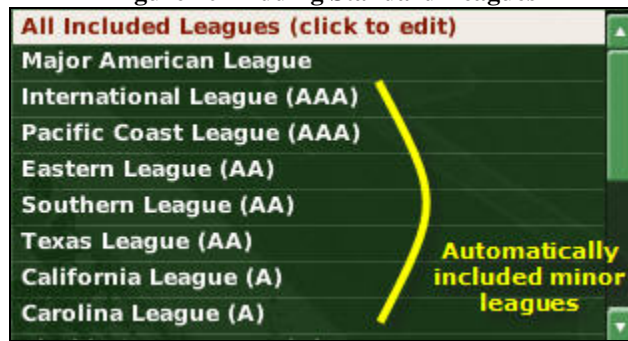 All Included Leagues (click to edit)
Major American League
International League (AAA)
Pacific Coast League (AAA)
Eastern League (AA)
Southern League (AA)
Texas League (AA)
California League (A)
Carolina League (A)
Automatically
included minor
leagues